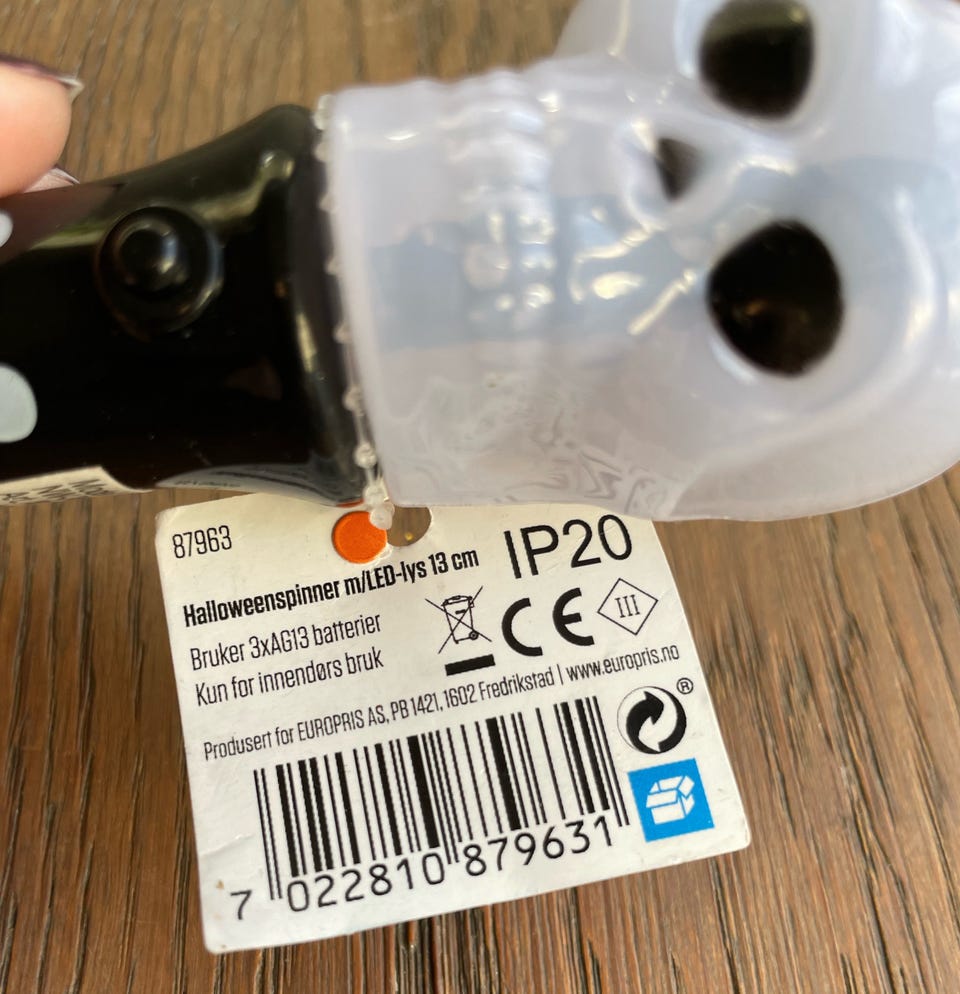 87963
IP20
Halloweenspinner m/LED-lys 13 cm
Bruker 3xAG13 batterier
Kun for innendørs bruk
CE
III
Produsert for EUROPRIS AS, PB 1421, 1602 Fredrikstad | www.europris.no
®
7 022810 879631